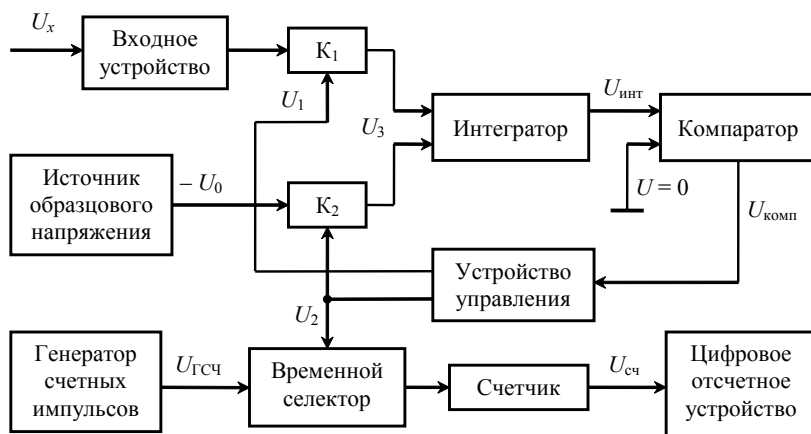 Uₓ
Входное
устройство
К₁
U₁
U₃
Интегратор
Uинт
Компаратор
U = 0
Uкомп
Источник
образцового
напряжения
– U₀
К₂
Устройство
управления
U₂
Генератор
счетных
импульсов
UГСЧ
Временной
селектор
Счетчик
Uсч
Цифровое
отсчетное
устройство